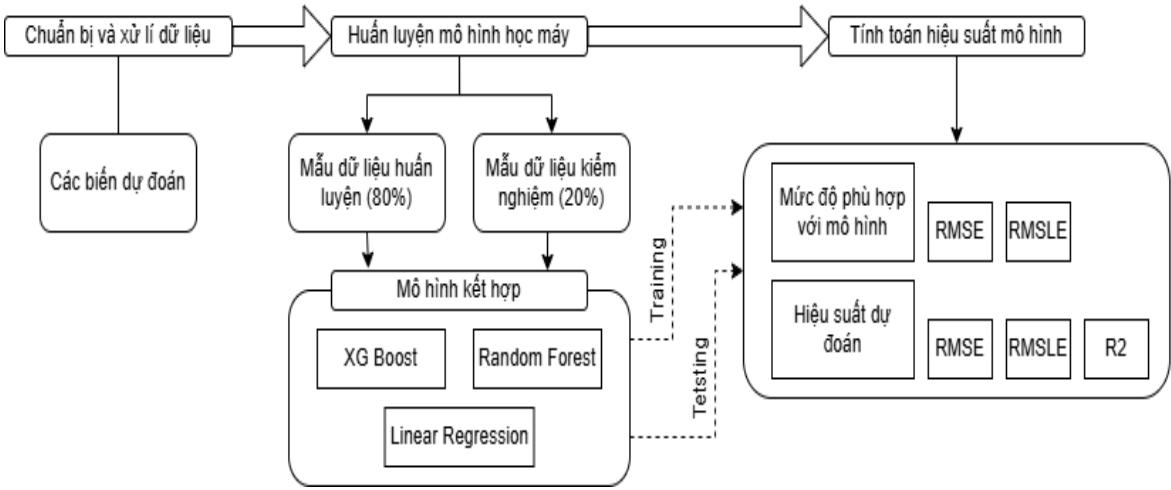 Chuẩn bị và xử lí dữ liệu
Huấn luyện mô hình học máy
Tính toán hiệu suất mô hình
Các biến dự đoán
Mẫu dữ liệu huấn
luyện (80%)
Mẫu dữ liệu kiểm
nghiệm (20%)
Mô hình kết hợp
XG Boost
Random Forest
Linear Regression
Training
Tetsting
Mức độ phù hợp
với mô hình
RMSE
RMSLE
Hiệu suất dự
đoán
RMSE
RMSLE
R2